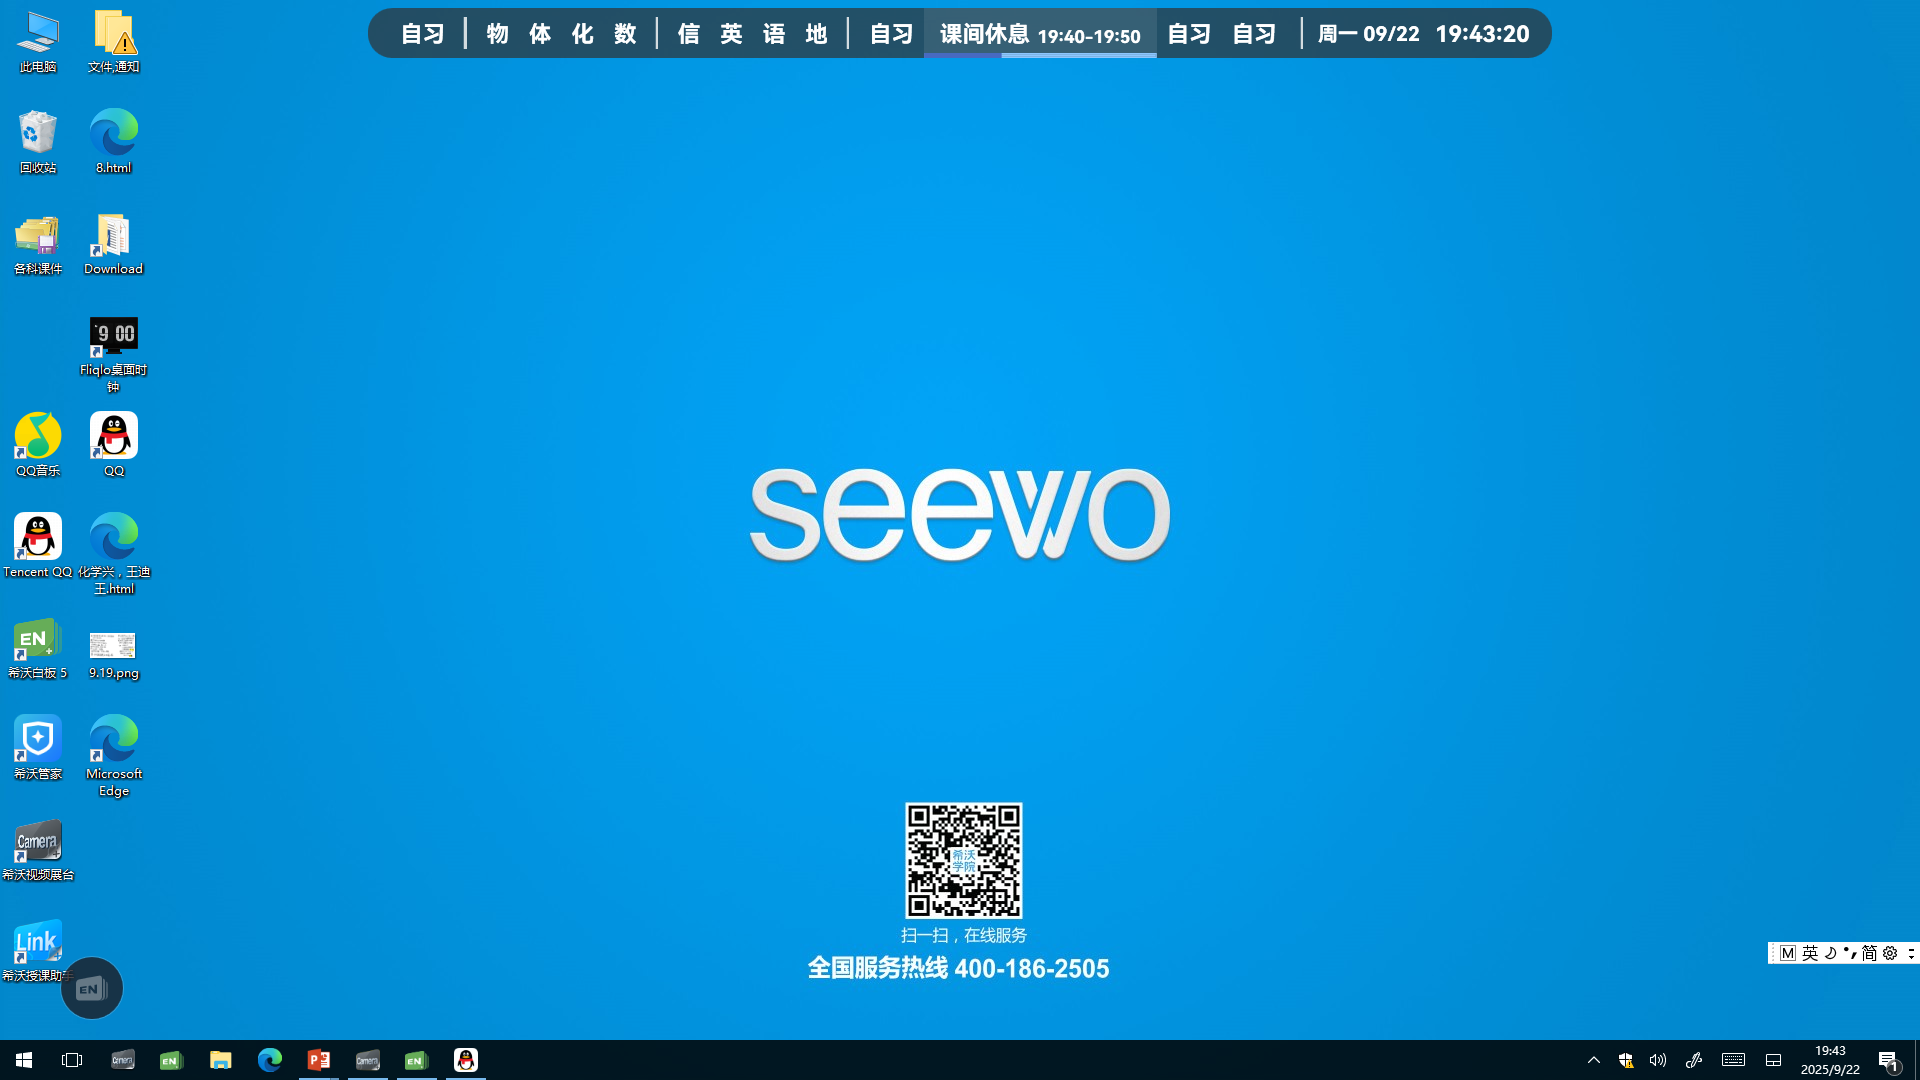 自习 物 体 化 数 信 英 语 地 自习 课间休息 19:40-19:50 自习 自习 周一 09/22 19:43:20
此电脑
文件,通知
回收站
8.html
各科课件
Download
9 00
Fliqlo桌面时
钟
QQ音乐
QQ
Tencent QQ
化学兴，王迪
王.html
EN
希沃白板 5
9.19.png
希沃管家
Microsoft
Edge
Camera
希沃视频展台
Link
希沃授课助手
EN
seewo
希沃
学院
扫一扫，在线服务
全国服务热线 400-186-2505
M 英 简
Camera EN Camera EN
19:43
2025/9/22
1